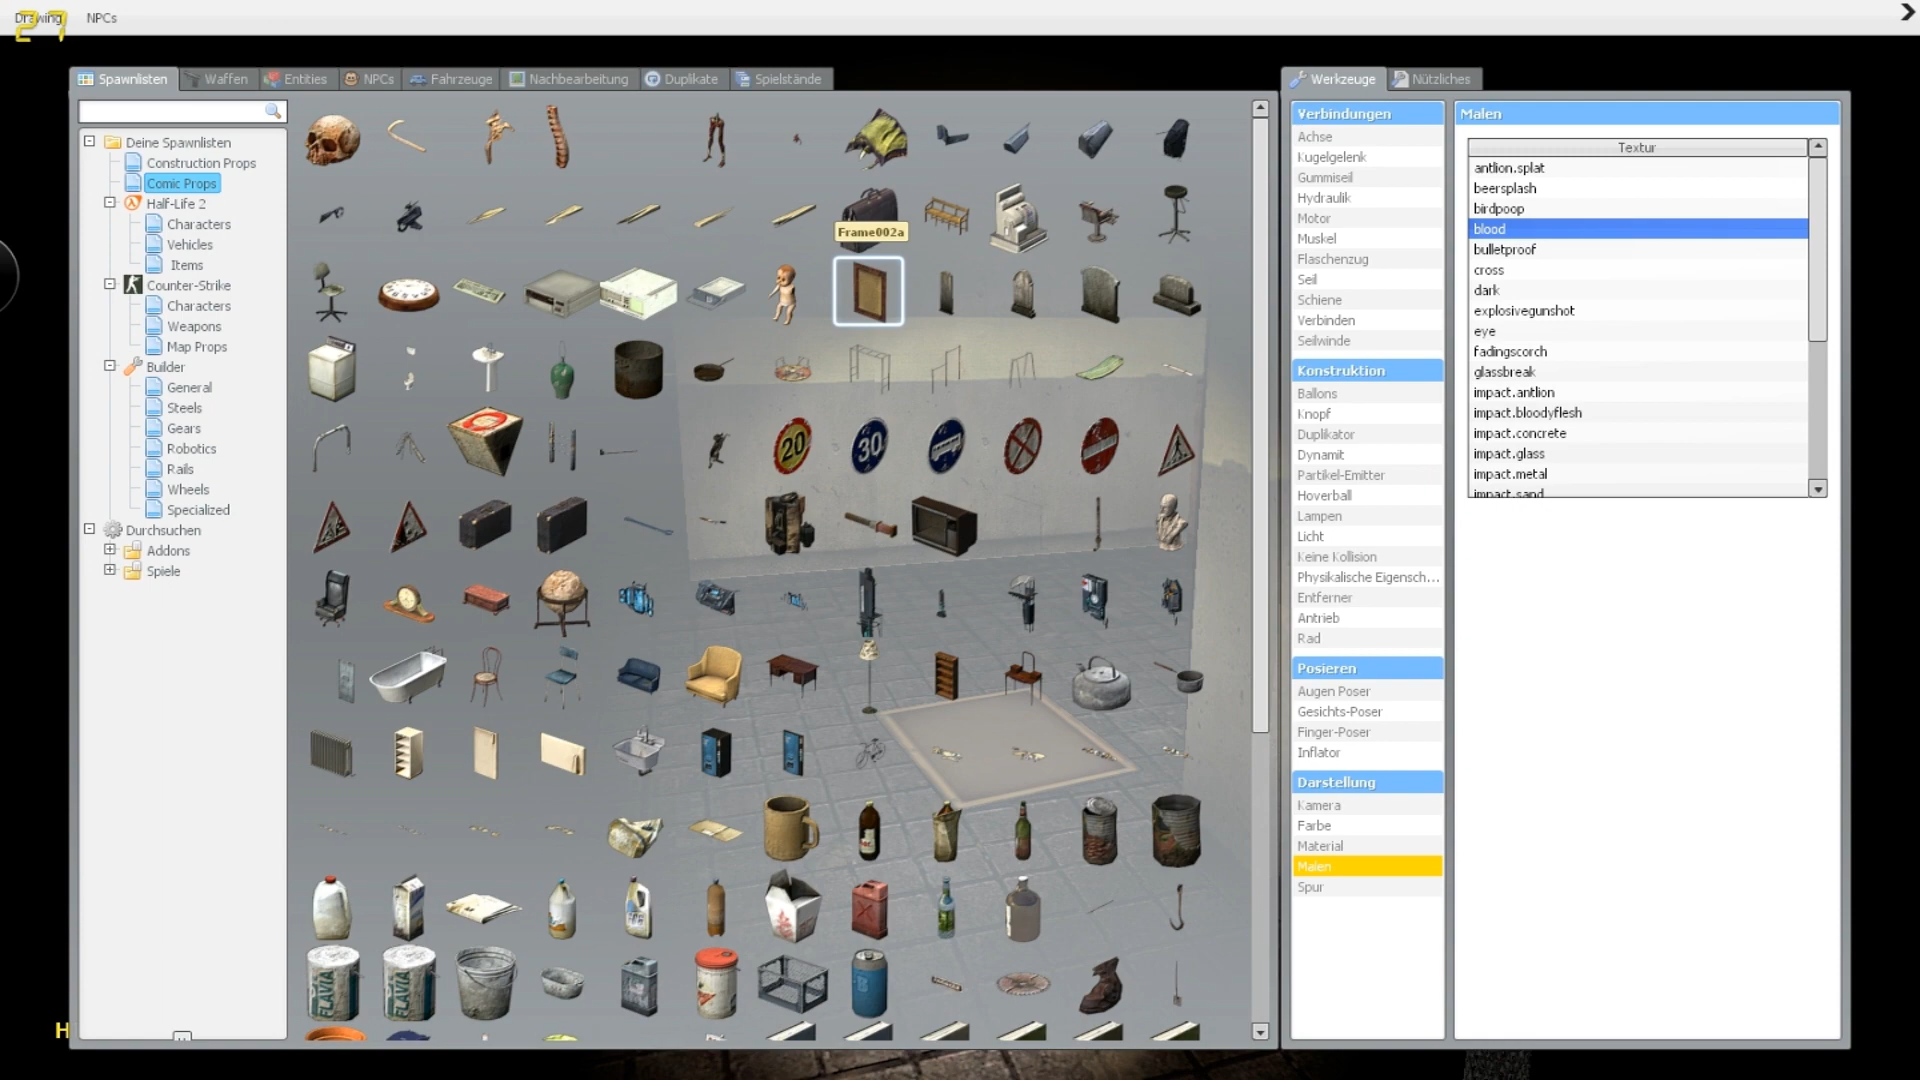 Drawing NPCs
27
Spawnlisten Waffen Entities NPCs Fahrzeuge Nachbearbeitung Duplikate Spielstände
Deine Spawnlisten
Construction Props
Comic Props
Half-Life 2
Characters
Vehicles
Items
Counter-Strike
Characters
Weapons
Map Props
Builder
General
Steels
Gears
Robotics
Rails
Wheels
Specialized
Durchsuchen
Addons
Spiele
H
Frame002a
20
30
FLAVIA
FLAVIA
Werkzeuge Nützliches
Verbindungen
Achse
Kugelgelenk
Gummiseil
Hydraulik
Motor
Muskel
Flaschenzug
Seil
Schiene
Verbinden
Seilwinde
Konstruktion
Ballons
Knopf
Duplikator
Dynamit
Partikel-Emitter
Hoverball
Lampen
Licht
Keine Kollision
Physikalische Eigensch...
Entferner
Antrieb
Rad
Posieren
Augen Poser
Gesichts-Poser
Finger-Poser
Inflator
Darstellung
Kamera
Farbe
Material
Malen
Spur
Malen
Textur
antlion.splat
beersplash
birdpoop
blood
bulletproof
cross
dark
explosivegunshot
eye
fadingscorch
glassbreak
impact.antlion
impact.bloodyflesh
impact.concrete
impact.glass
impact.metal
impact.sand